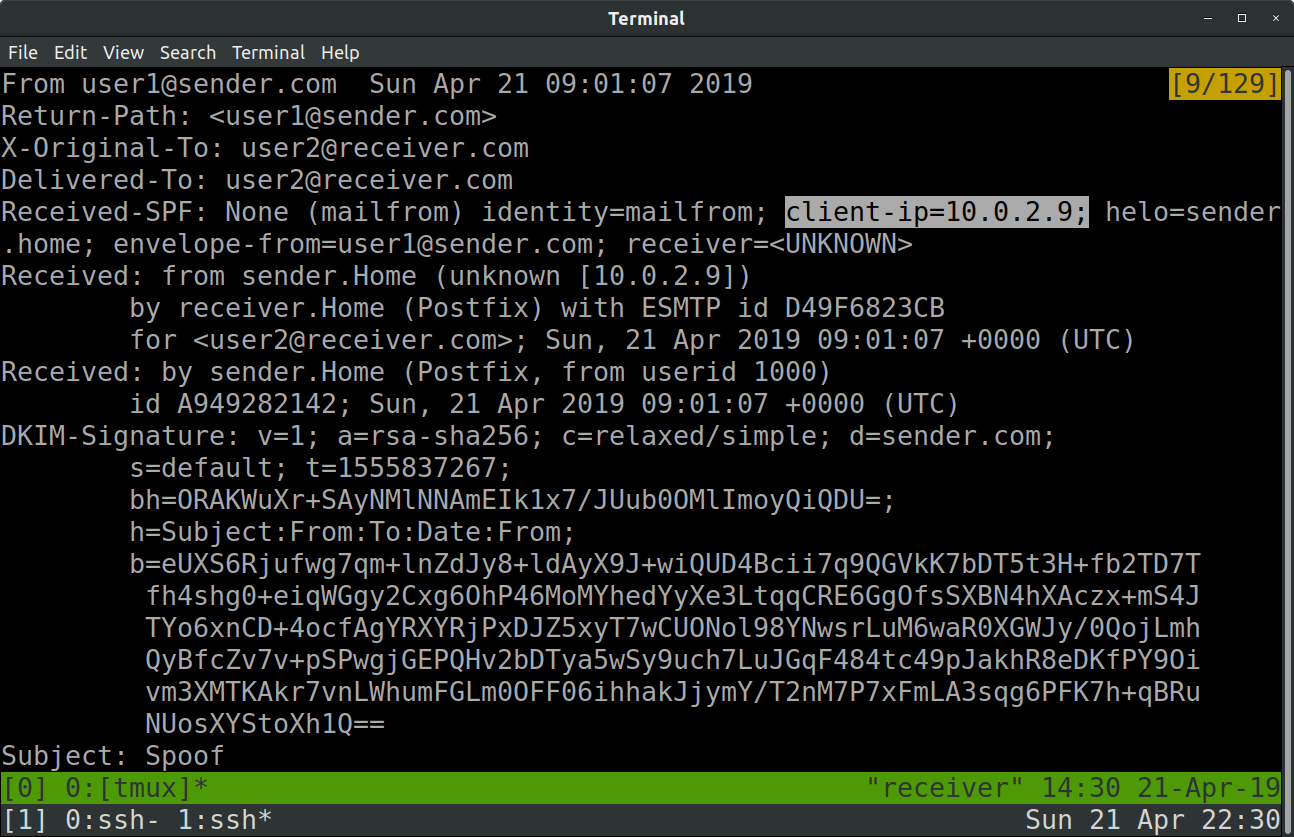 Terminal
File Edit View Search Terminal Help
From user1@sender.com  Sun Apr 21 09:01:07 2019 [9/129]
Return-Path: <user1@sender.com>
X-Original-To: user2@receiver.com
Delivered-To: user2@receiver.com
Received-SPF: None (mailfrom) identity=mailfrom; client-ip=10.0.2.9; helo=sender
.home; envelope-from=user1@sender.com; receiver=<UNKNOWN>
Received: from sender.Home (unknown [10.0.2.9])
        by receiver.Home (Postfix) with ESMTP id D49F6823CB
        for <user2@receiver.com>; Sun, 21 Apr 2019 09:01:07 +0000 (UTC)
Received: by sender.Home (Postfix, from userid 1000)
        id A949282142; Sun, 21 Apr 2019 09:01:07 +0000 (UTC)
DKIM-Signature: v=1; a=rsa-sha256; c=relaxed/simple; d=sender.com;
        s=default; t=1555837267;
        bh=ORAKWuXr+SAyNMlNNAmEIk1x7/JUub0OMlImoyQiQDU=;
        h=Subject:From:To:Date:From;
        b=eUXS6Rjufwg7qm+lnZdJy8+ldAyX9J+wiQUD4Bcii7q9QGVkK7bDT5t3H+fb2TD7T
         fh4shg0+eiqWGgy2Cxg6OhP46MoMYhedYyXe3LtqqCRE6GgOfsSXBN4hXAczx+mS4J
         TYo6xnCD+4ocfAgYRXYRjPxDJZ5xyT7wCUONol98YNwsrLuM6waR0XGWJy/0QojLmh
         QyBfcZv7v+pSPwgjGEPQHv2bDTya5wSy9uch7LuJGqF484tc49pJakhR8eDKfPY9Oi
         vm3XMTKAkr7vnLWhumFGLm0OFF06ihhakJjymY/T2nM7P7xFmLA3sqg6PFK7h+qBRu
         NUosXYStoXh1Q==
Subject: Spoof
[0] 0:[tmux]* "receiver" 14:30 21-Apr-19
[1] 0:ssh- 1:ssh* Sun 21 Apr 22:30